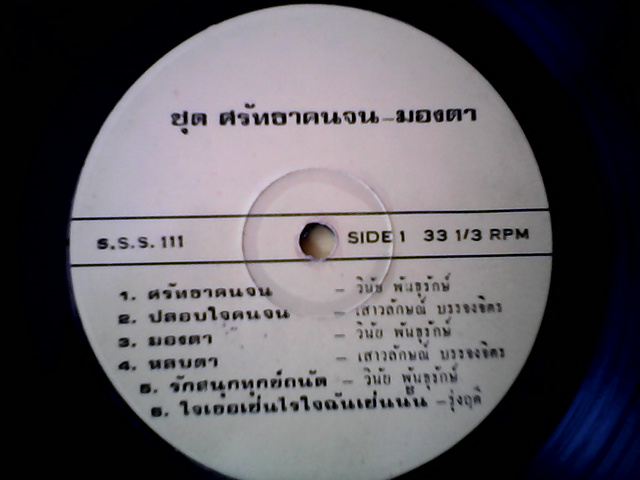 ชุด ศรัทธาคนจน-มองตา
S.S.S. 111 SIDE 1 33 1/3 RPM
1. ศรัทธาคนจน - วินัย พันธุรักษ์
2. ปลอบใจคนจน - เสาวลักษณ์ บรรจงจิตร
3. มองตา - วินัย พันธุรักษ์
4. หลบตา - เสาวลักษณ์ บรรจงจิตร
5. รักสนุกทุกข์ถนัด - วินัย พันธุรักษ์
6. ใจเธอเช่นไรใจฉันเช่นนั้น - รุ่งฤดี